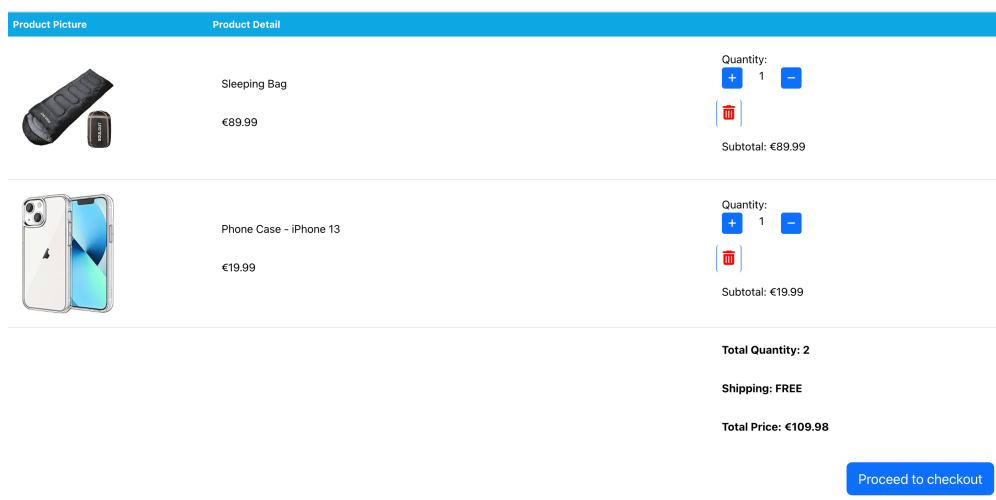 Product Picture Product Detail
Sleeping Bag
€89.99
Quantity:
+ 1 −
Subtotal: €89.99
Phone Case - iPhone 13
€19.99
Quantity:
+ 1 −
Subtotal: €19.99
Total Quantity: 2
Shipping: FREE
Total Price: €109.98
Proceed to checkout